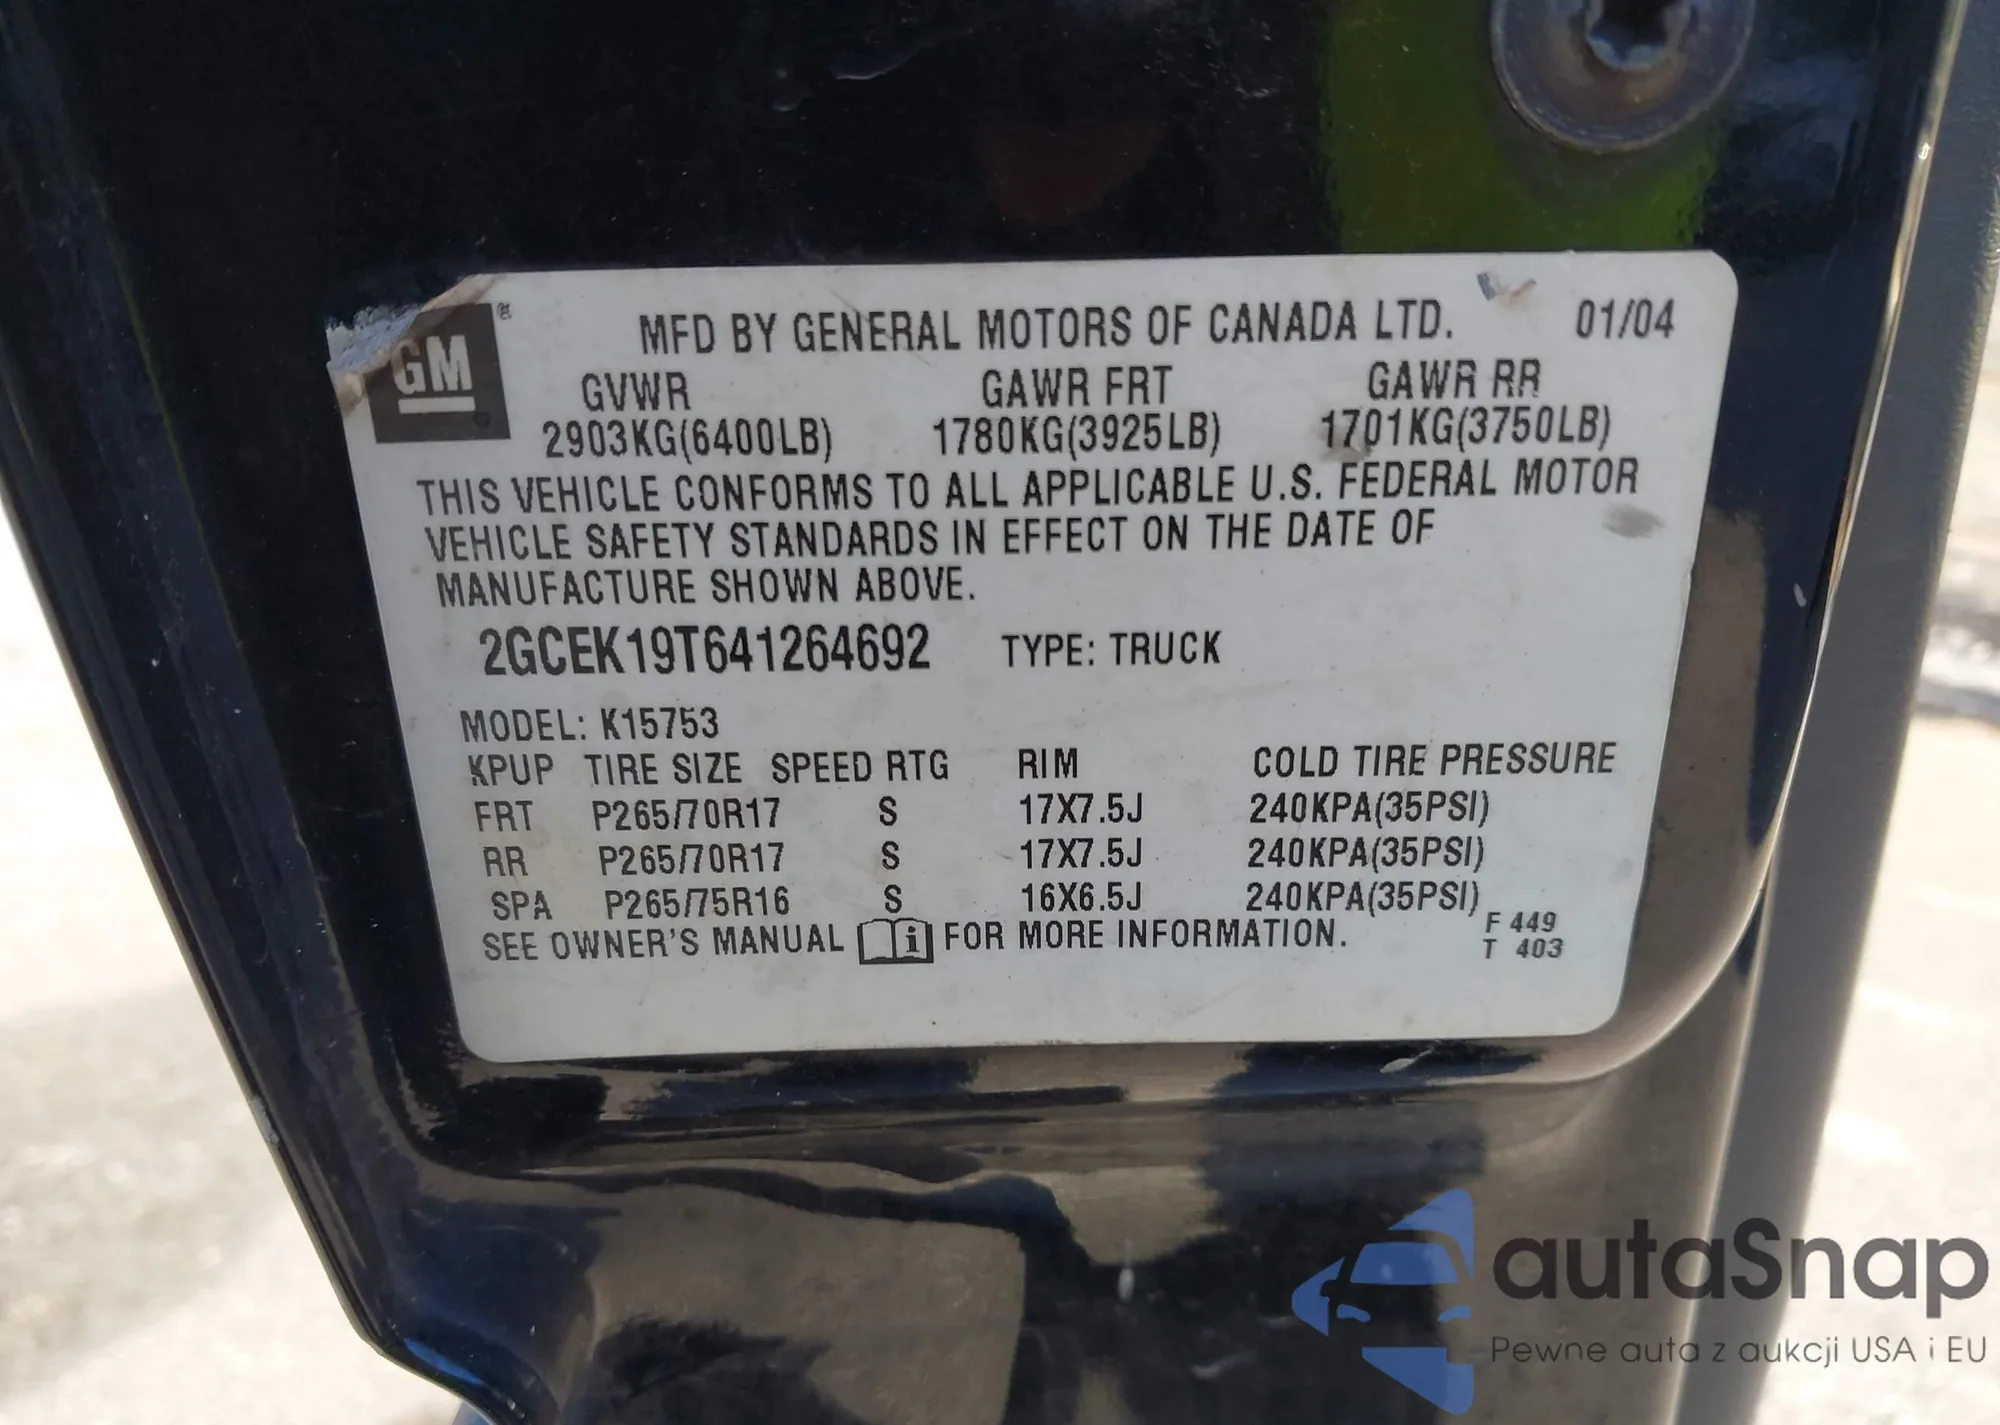 GM®
MFD BY GENERAL MOTORS OF CANADA LTD. 01/04
GVWR GAWR FRT GAWR RR
2903KG(6400LB) 1780KG(3925LB) 1701KG(3750LB)
THIS VEHICLE CONFORMS TO ALL APPLICABLE U.S. FEDERAL MOTOR
VEHICLE SAFETY STANDARDS IN EFFECT ON THE DATE OF
MANUFACTURE SHOWN ABOVE.
2GCEK19T641264692 TYPE: TRUCK
MODEL: K15753
KPUP TIRE SIZE SPEED RTG RIM COLD TIRE PRESSURE
FRT P265/70R17 S 17X7.5J 240KPA(35PSI)
RR P265/70R17 S 17X7.5J 240KPA(35PSI)
SPA P265/75R16 S 16X6.5J 240KPA(35PSI)
SEE OWNER'S MANUAL i FOR MORE INFORMATION.
F 449
T 403
autaSnap
Pewne auta z aukcji USA i EU